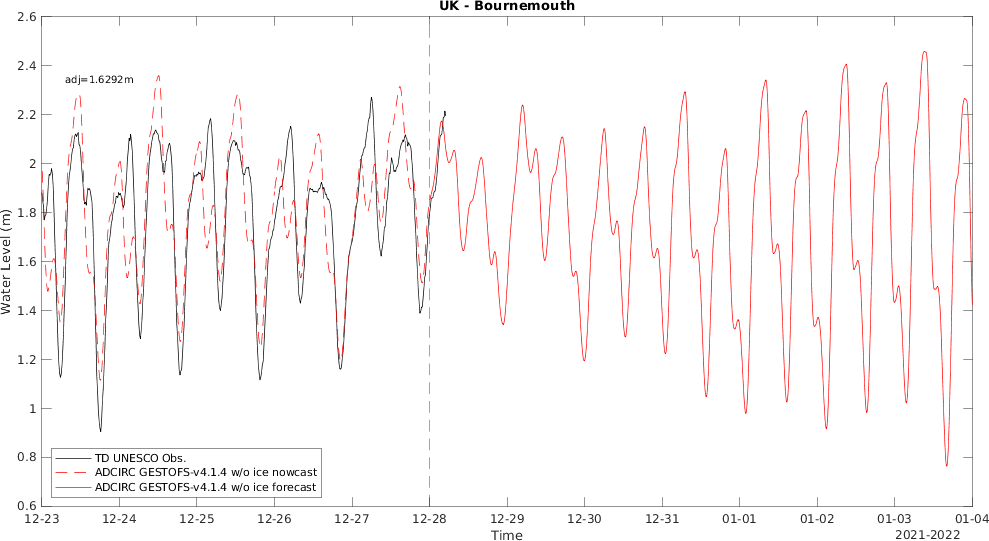 UK - Bournemouth
2.6
2.4
2.2
2
1.8
1.6
1.4
1.2
1
0.8
0.6
Water Level (m)
adj=1.6292m
TD UNESCO Obs.
ADCIRC GESTOFS-v4.1.4 w/o ice nowcast
ADCIRC GESTOFS-v4.1.4 w/o ice forecast
12-23 12-24 12-25 12-26 12-27 12-28 12-29 12-30 12-31 01-01 01-02 01-03 01-04
Time
2021-2022